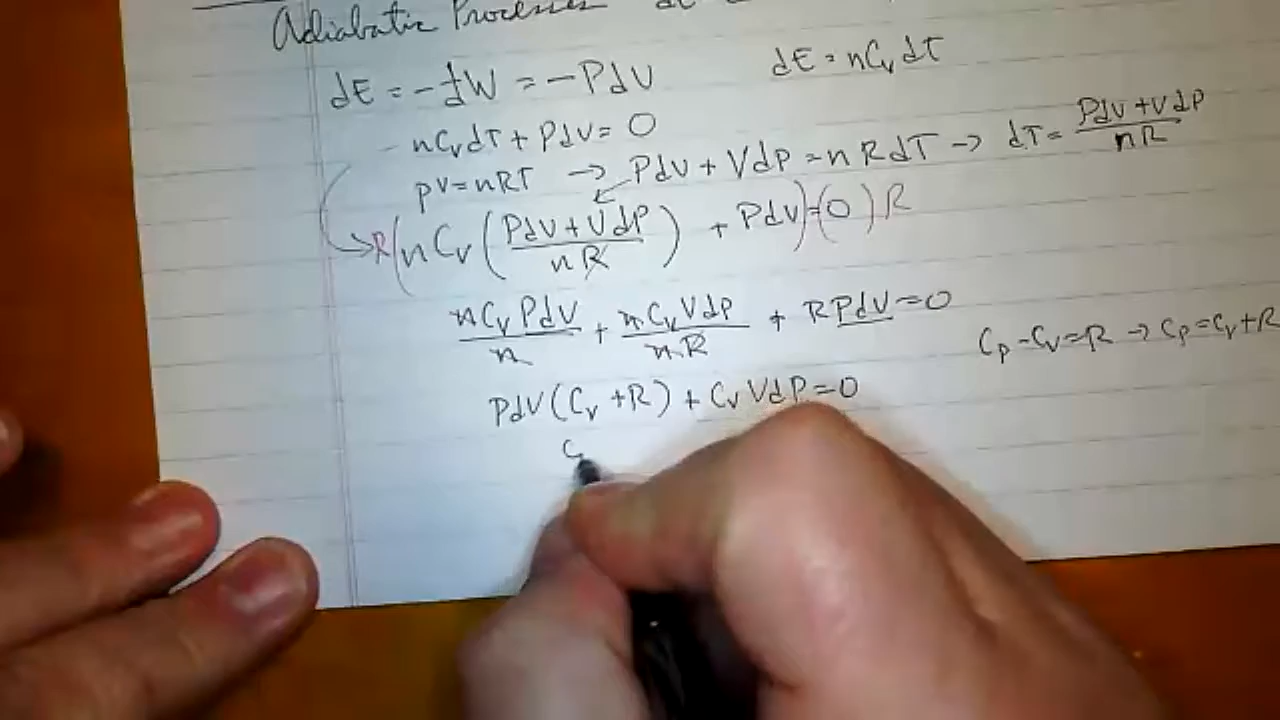 Adiabatic Processes
dE = -đW = -PdV dE = nCvdT
nCvdT + PdV = 0
PV = nRT → PdV + VdP = nRdT → dT = (PdV + VdP)/nR
R(nCv((PdV + VdP)/nR) + PdV) = (0)R
nCvPdV/n + nCvVdP/nR + RPdV = 0
Cp - Cv = R → Cp = Cv + R
PdV(Cv + R) + CvVdP = 0
C